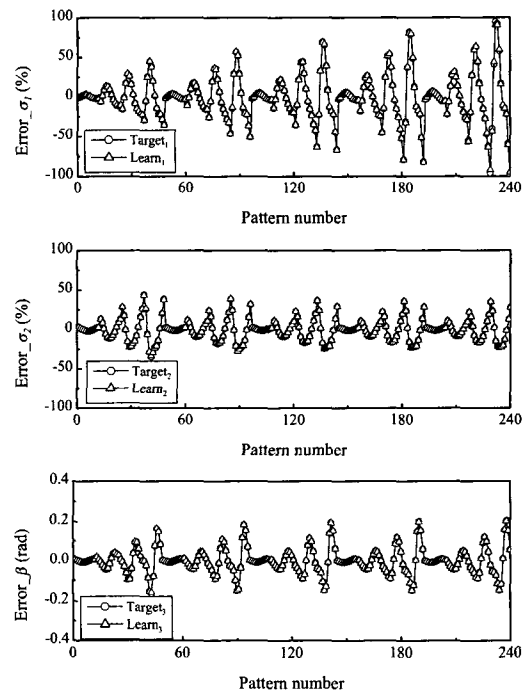 100
50
0
-50
-100
Error_σ₁ (%)
Target₁
Learn₁
0
60
120
180
240
Pattern number
100
50
0
-50
-100
Error_σ₂ (%)
Target₂
Learn₂
0
60
120
180
240
Pattern number
0.4
0.2
0.0
-0.2
-0.4
Error_β (rad)
Target₃
Learn₃
0
60
120
180
240
Pattern number